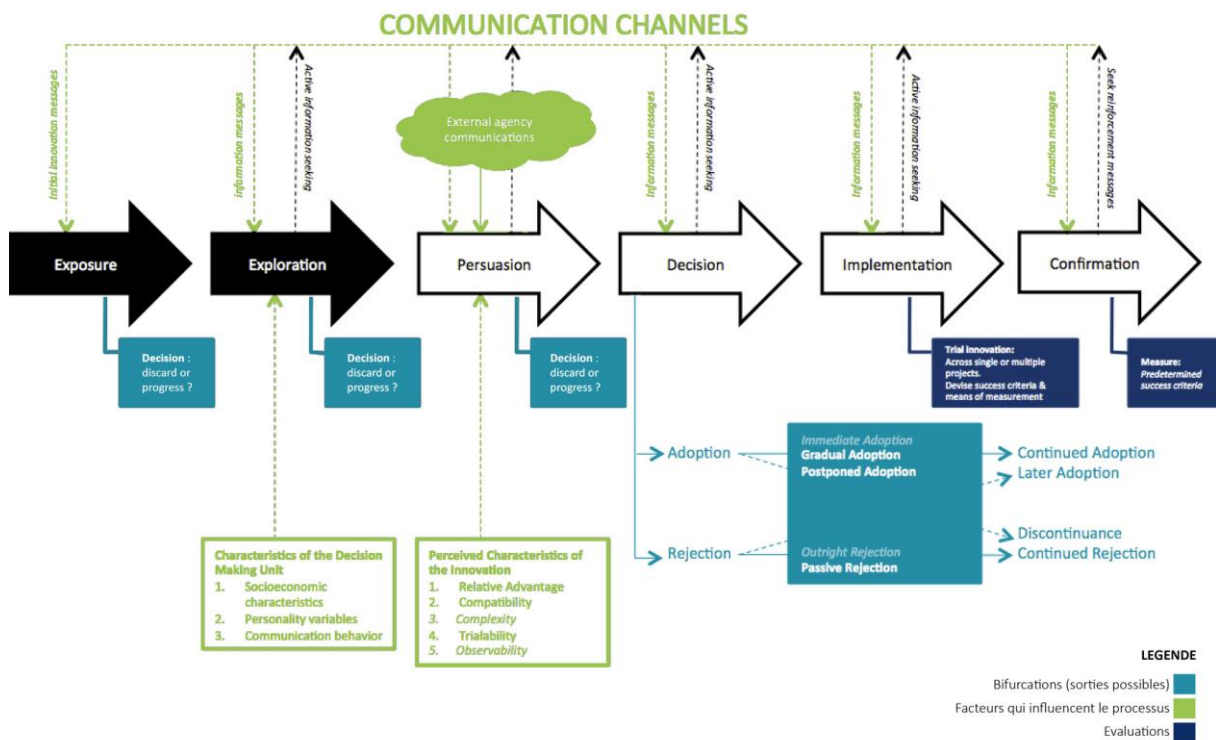 COMMUNICATION CHANNELS
Initial Innovation messages
information messages
Active information seeking
External agency
communications
Information messages
Active information seeking
Information messages
Active information seeking
Information messages
Seek reinforcement messages
Exposure
Exploration
Persuasion
Decision
Implementation
Confirmation
Decision :
discard or
progress ?
Decision :
discard or
progress ?
Decision :
discard or
progress ?
Trial innovation:
Across single or multiple
projects.
Devise success criteria &
means of measurement
Measure:
Predetermined
success criteria
Adoption
Immediate Adoption
Gradual Adoption
Postponed Adoption
Continued Adoption
Later Adoption
Rejection
Outright Rejection
Passive Rejection
Discontinuance
Continued Rejection
Characteristics of the Decision
Making Unit
1. Socioeconomic
characteristics
2. Personality variables
3. Communication behavior
Perceived Characteristics of
the Innovation
1. Relative Advantage
2. Compatibility
3. Complexity
4. Trialability
5. Observability
LEGENDE
Bifurcations (sorties possibles)
Facteurs qui influencent le processus
Evaluations